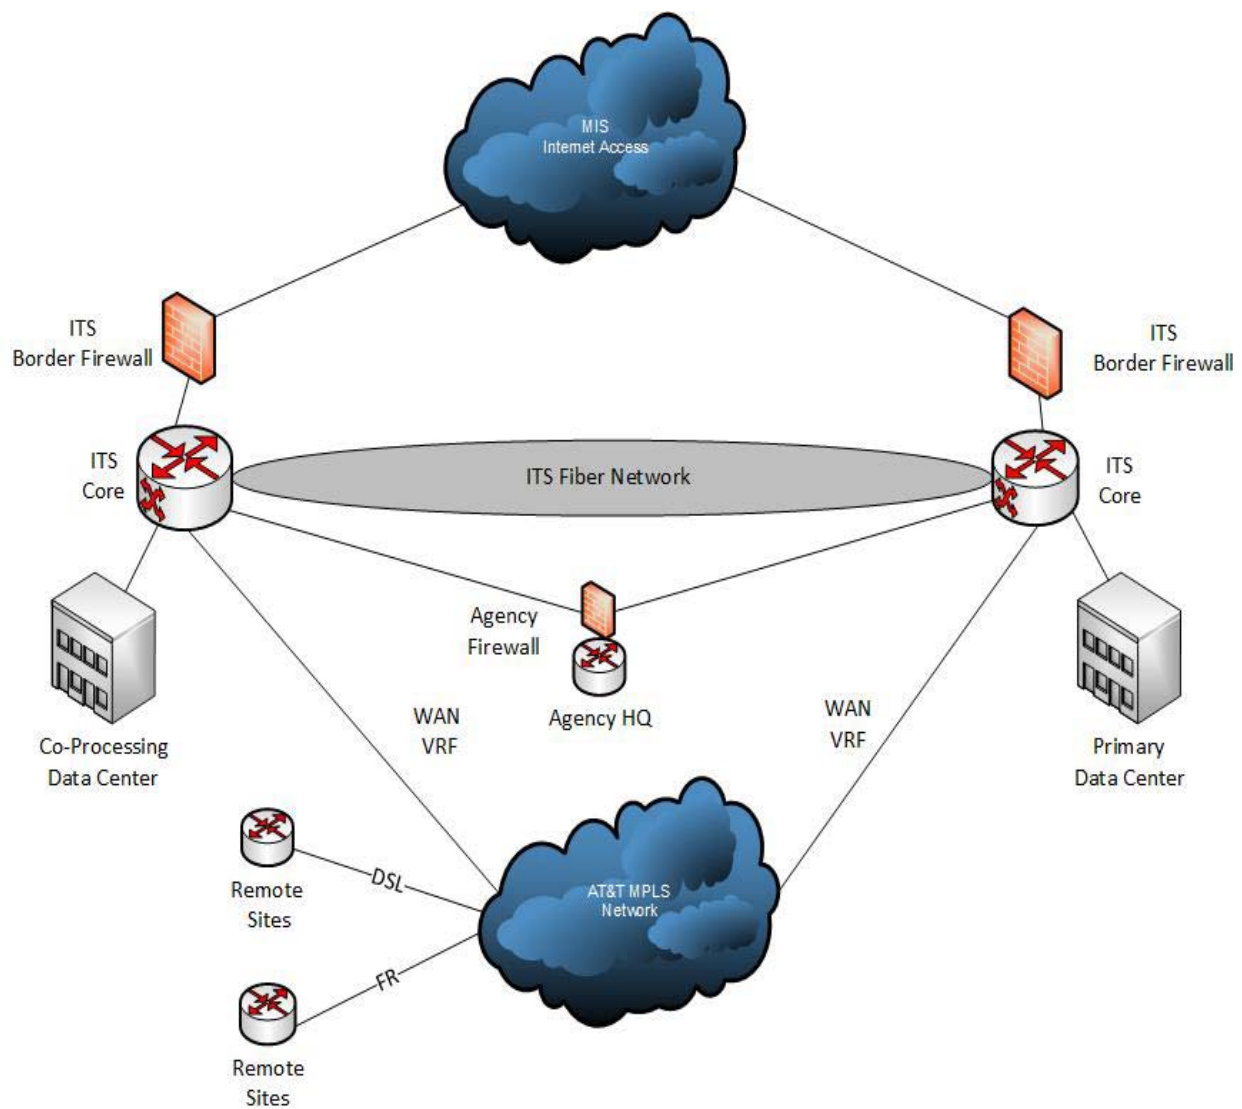 MIS
Internet Access
ITS
Border Firewall
ITS
Border Firewall
ITS
Core
ITS Fiber Network
ITS
Core
Agency
Firewall
Agency HQ
WAN
VRF
WAN
VRF
Co-Processing
Data Center
Primary
Data Center
Remote
Sites
DSL
AT&T MPLS
Network
FR
Remote
Sites